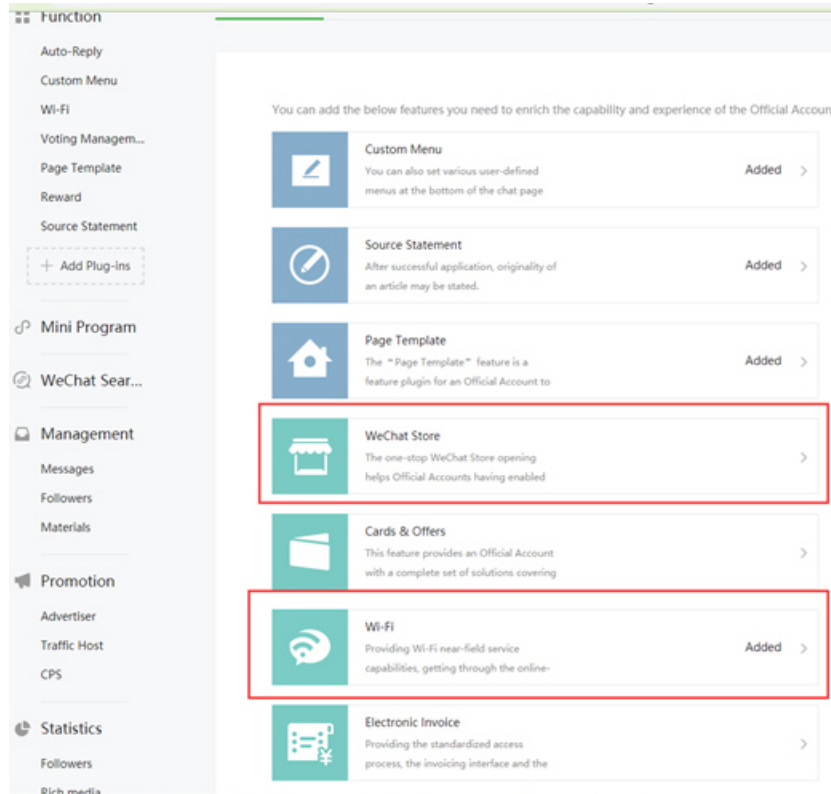 Function
Auto-Reply
Custom Menu
Wi-Fi
Voting Managem...
Page Template
Reward
Source Statement
+ Add Plug-ins
Mini Program
WeChat Sear...
Management
Messages
Followers
Materials
Promotion
Advertiser
Traffic Host
CPS
Statistics
Followers
Rich media
You can add the below features you need to enrich the capability and experience of the Official Accoun
Custom Menu
You can also set various user-defined
menus at the bottom of the chat page
Added
Source Statement
After successful application, originality of
an article may be stated.
Added
Page Template
The “Page Template” feature is a
feature plugin for an Official Account to
Added
WeChat Store
The one-stop WeChat Store opening
helps Official Accounts having enabled
Cards & Offers
This feature provides an Official Account
with a complete set of solutions covering
Wi-Fi
Providing Wi-Fi near-field service
capabilities, getting through the online-
Added
Electronic Invoice
Providing the standardized access
process, the invoicing interface and the